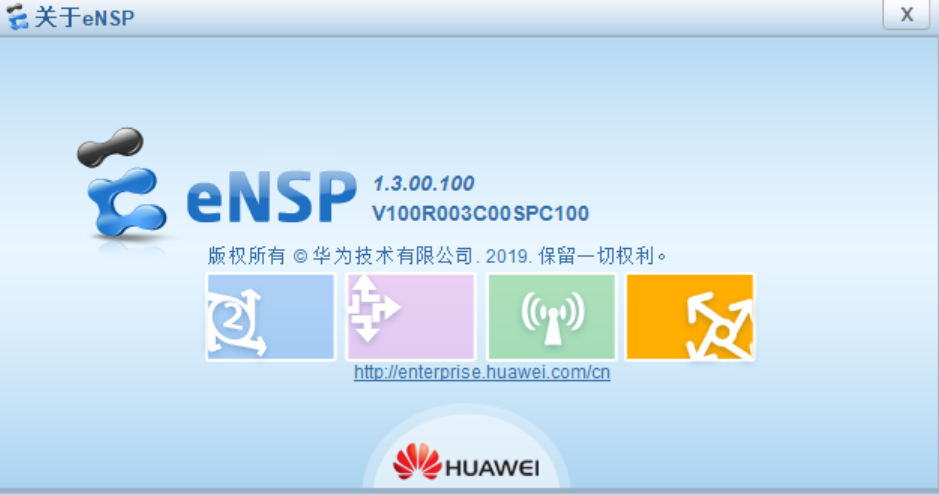 关于eNSP
X
eNSP
1.3.00.100
V100R003C00SPC100
版权所有 © 华为技术有限公司. 2019. 保留一切权利。
2
http://enterprise.huawei.com/cn
HUAWEI